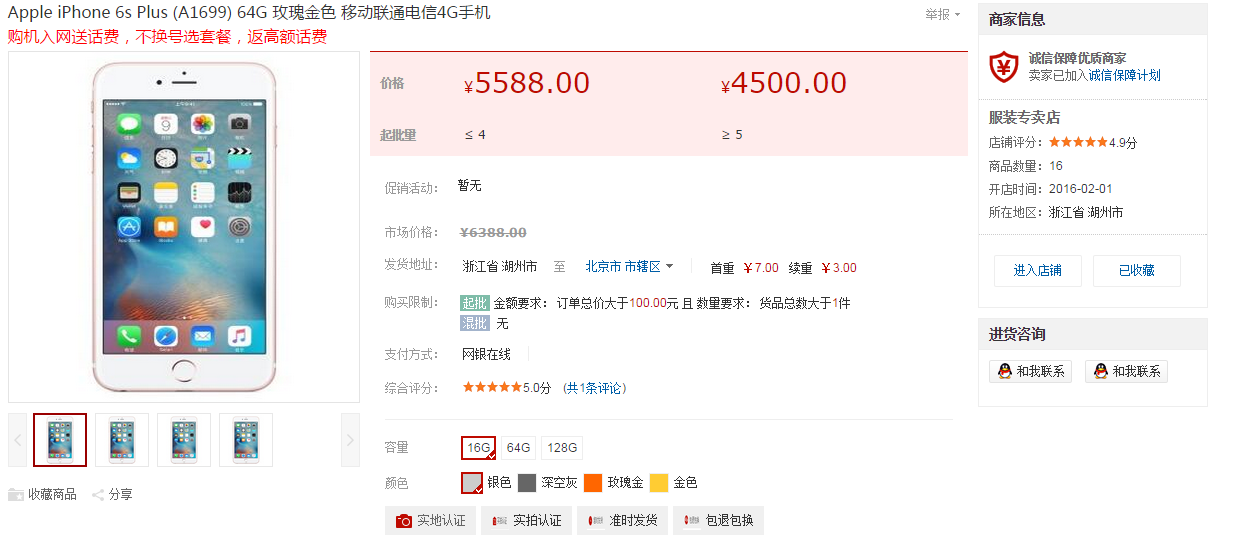 Apple iPhone 6s Plus (A1699) 64G 玫瑰金色 移动联通电信4G手机
举报
购机入网送话费，不换号选套餐，返高额话费
价格 ¥5588.00 ¥4500.00
起批量 ≤ 4 ≥ 5
促销活动： 暂无
市场价格： ¥6388.00
发货地址： 浙江省 湖州市 至 北京市 市辖区 首重 ¥7.00 续重 ¥3.00
购买限制： 起批 金额要求： 订单总价大于100.00元 且 数量要求： 货品总数大于1件
混批 无
支付方式： 网银在线
综合评分： ★★★★★5.0分 (共1条评论)
容量 16G 64G 128G
颜色 银色 深空灰 玫瑰金 金色
实地认证 实拍认证 准时发货 包退包换
收藏商品 分享
商家信息
诚信保障优质商家
卖家已加入诚信保障计划
服装专卖店
店铺评分：★★★★★4.9分
商品数量：16
开店时间：2016-02-01
所在地区：浙江省 湖州市
进入店铺 已收藏
进货咨询
和我联系 和我联系